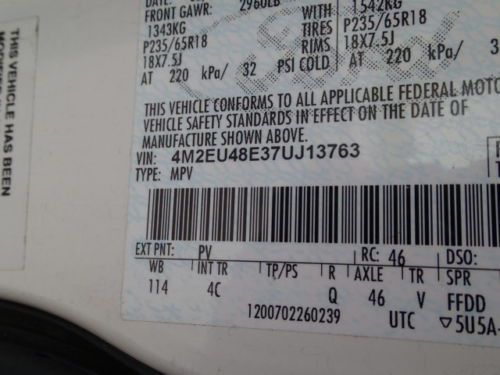 DATE:
FRONT GAWR: 2960LB
1343KG WITH 1542KG
P235/65R18 TIRES P235/65R18
18X7.5J RIMS 18X7.5J
AT 220 kPa/ 32 PSI COLD AT 220 kPa/ 3
THIS VEHICLE CONFORMS TO ALL APPLICABLE FEDERAL MOTO
VEHICLE SAFETY STANDARDS IN EFFECT ON THE DATE OF
MANUFACTURE SHOWN ABOVE.
VIN: 4M2EU48E37UJ13763
TYPE: MPV
EXT PNT: PV RC: 46 DSO:
WB INT TR TP/PS R AXLE TR SPR
114 4C Q 46 V FFDD
1200702260239 UTC ▽5U5A-
THIS VEHICLE HAS BEEN